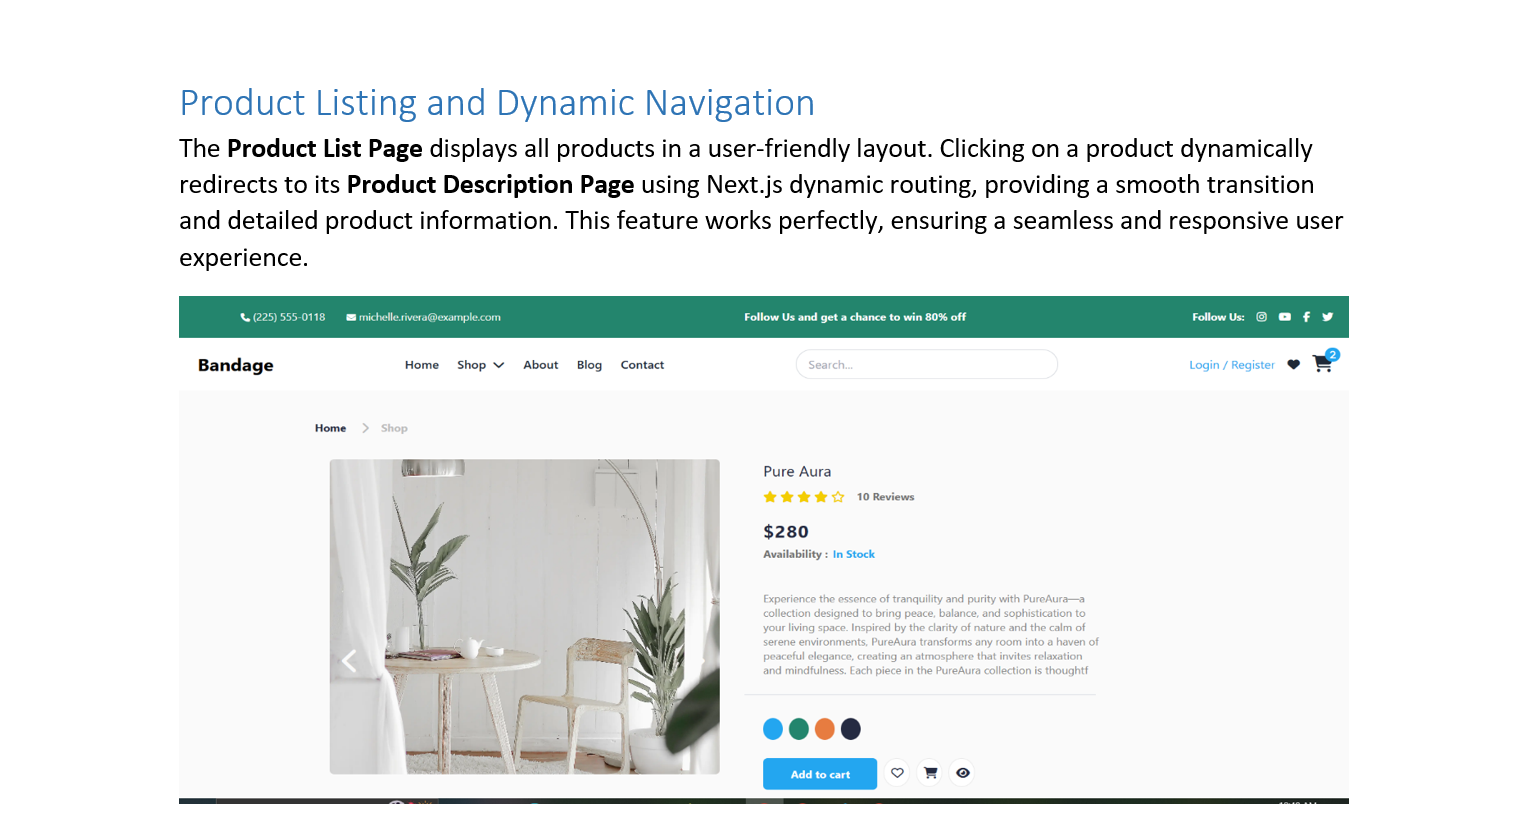 Product Listing and Dynamic Navigation
The Product List Page displays all products in a user-friendly layout. Clicking on a product dynamically
redirects to its Product Description Page using Next.js dynamic routing, providing a smooth transition
and detailed product information. This feature works perfectly, ensuring a seamless and responsive user
experience.
(225) 555-0118 michelle.rivera@example.com Follow Us and get a chance to win 80% off Follow Us:
Bandage Home Shop About Blog Contact Search... Login / Register 2
Home Shop
Pure Aura
10 Reviews
$280
Availability : In Stock
Experience the essence of tranquility and purity with PureAura—a
collection designed to bring peace, balance, and sophistication to
your living space. Inspired by the clarity of nature and the calm of
serene environments, PureAura transforms any room into a haven of
peaceful elegance, creating an atmosphere that invites relaxation
and mindfulness. Each piece in the PureAura collection is thoughtf
Add to cart